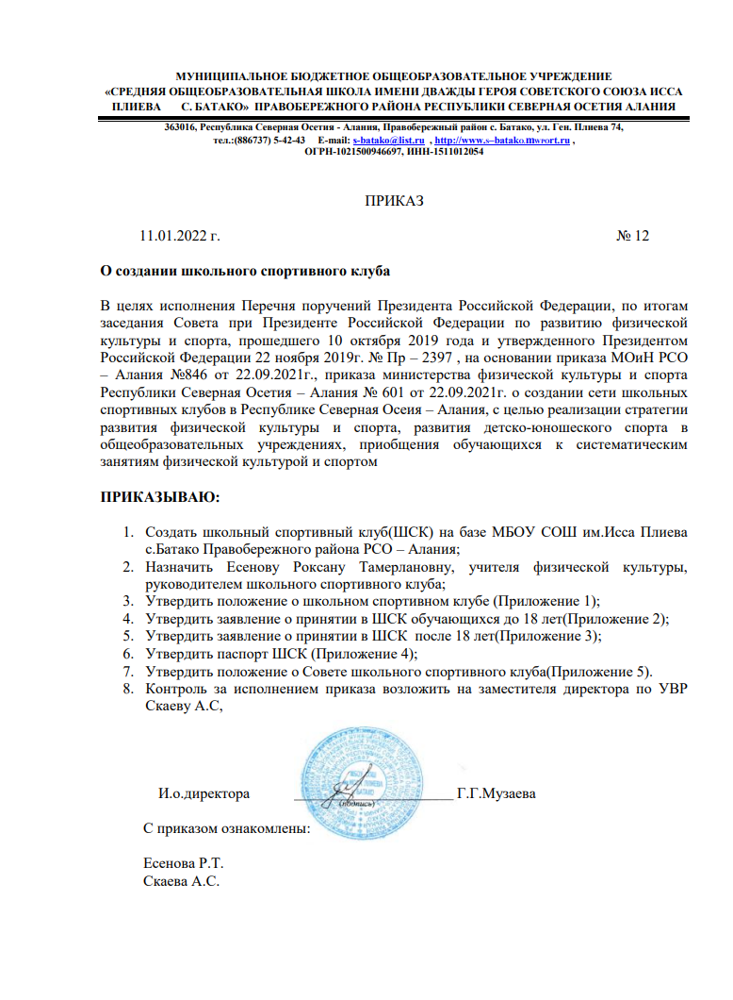 МУНИЦИПАЛЬНОЕ БЮДЖЕТНОЕ ОБЩЕОБРАЗОВАТЕЛЬНОЕ УЧРЕЖДЕНИЕ
«СРЕДНЯЯ ОБЩЕОБРАЗОВАТЕЛЬНАЯ ШКОЛА ИМЕНИ ДВАЖДЫ ГЕРОЯ СОВЕТСКОГО СОЮЗА ИССА
ПЛИЕВА С. БАТАКО» ПРАВОБЕРЕЖНОГО РАЙОНА РЕСПУБЛИКИ СЕВЕРНАЯ ОСЕТИЯ АЛАНИЯ
363016, Республика Северная Осетия - Алания, Правобережный район с. Батако, ул. Ген. Плиева 74,
тел.:(886737) 5-42-43 E-mail: s-batako@list.ru , http://www.s–batako.mwport.ru ,
ОГРН-1021500946697, ИНН-1511012054
ПРИКАЗ
11.01.2022 г. № 12
О создании школьного спортивного клуба
В целях исполнения Перечня поручений Президента Российской Федерации, по итогам
заседания Совета при Президенте Российской Федерации по развитию физической
культуры и спорта, прошедшего 10 октября 2019 года и утвержденного Президентом
Российской Федерации 22 ноября 2019г. № Пр – 2397 , на основании приказа МОиН РСО
– Алания №846 от 22.09.2021г., приказа министерства физической культуры и спорта
Республики Северная Осетия – Алания № 601 от 22.09.2021г. о создании сети школьных
спортивных клубов в Республике Северная Осеия – Алания, с целью реализации стратегии
развития физической культуры и спорта, развития детско-юношеского спорта в
общеобразовательных учреждениях, приобщения обучающихся к систематическим
занятиям физической культурой и спортом
ПРИКАЗЫВАЮ:
1. Создать школьный спортивный клуб(ШСК) на базе МБОУ СОШ им.Исса Плиева
с.Батако Правобережного района РСО – Алания;
2. Назначить Есенову Роксану Тамерлановну, учителя физической культуры,
руководителем школьного спортивного клуба;
3. Утвердить положение о школьном спортивном клубе (Приложение 1);
4. Утвердить заявление о принятии в ШСК обучающихся до 18 лет(Приложение 2);
5. Утвердить заявление о принятии в ШСК после 18 лет(Приложение 3);
6. Утвердить паспорт ШСК (Приложение 4);
7. Утвердить положение о Совете школьного спортивного клуба(Приложение 5).
8. Контроль за исполнением приказа возложить на заместителя директора по УВР
Скаеву А.С,
И.о.директора Г.Г.Музаева
(подпись)
С приказом ознакомлены:
Есенова Р.Т.
Скаева А.С.